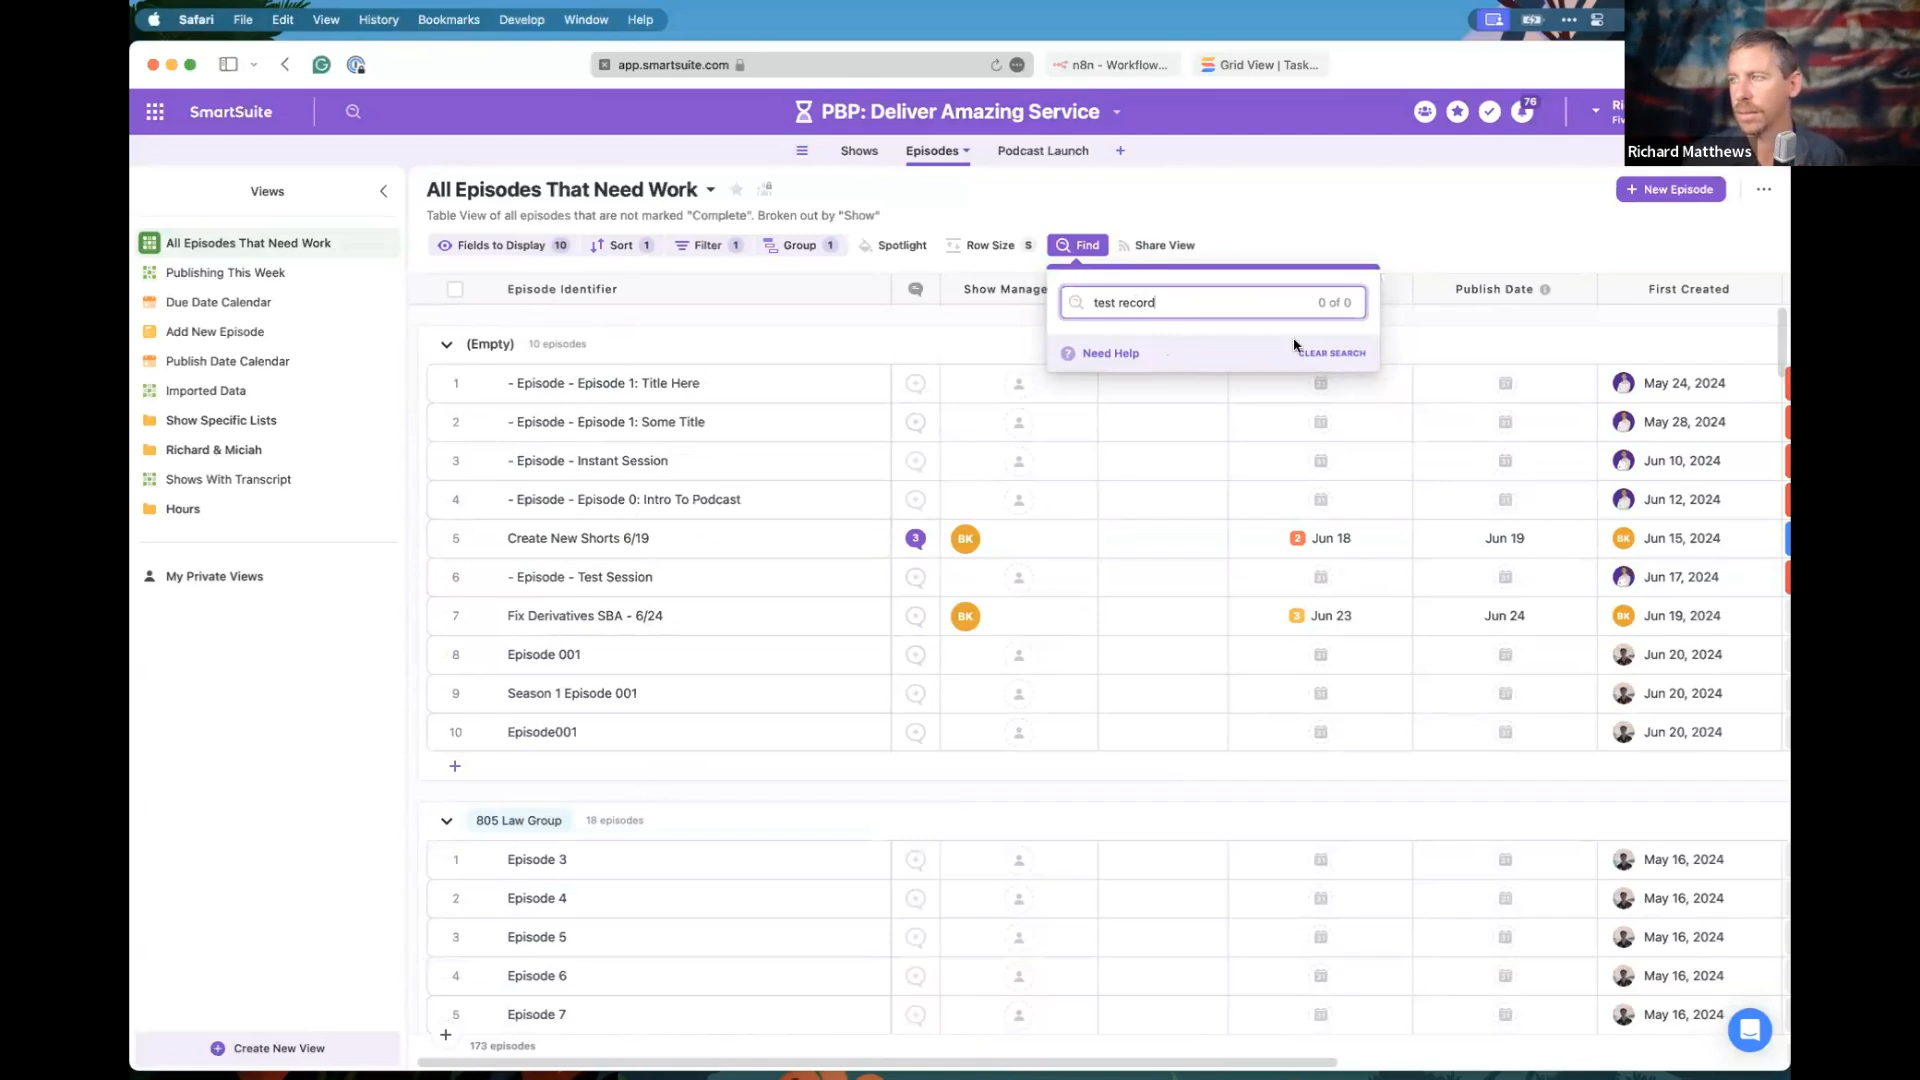 Safari File Edit View History Bookmarks Develop Window Help
app.smartsuite.com
n8n - Workflow...
Grid View | Task...
SmartSuite
PBP: Deliver Amazing Service
76
Ri
Fiv
Richard Matthews
Shows
Episodes
Podcast Launch
Views
All Episodes That Need Work
Publishing This Week
Due Date Calendar
Add New Episode
Publish Date Calendar
Imported Data
Show Specific Lists
Richard & Miciah
Shows With Transcript
Hours
My Private Views
Create New View
All Episodes That Need Work
New Episode
Table View of all episodes that are not marked "Complete". Broken out by "Show"
Fields to Display 10
Sort 1
Filter 1
Group 1
Spotlight
Row Size S
Find
Share View
test record 0 of 0
Need Help
CLEAR SEARCH
Episode Identifier Show Manage Publish Date First Created
(Empty) 10 episodes
1 - Episode - Episode 1: Title Here May 24, 2024
2 - Episode - Episode 1: Some Title May 28, 2024
3 - Episode - Instant Session Jun 10, 2024
4 - Episode - Episode 0: Intro To Podcast Jun 12, 2024
5 Create New Shorts 6/19 3 BK 2 Jun 18 Jun 19 BK Jun 15, 2024
6 - Episode - Test Session Jun 17, 2024
7 Fix Derivatives SBA - 6/24 BK 3 Jun 23 Jun 24 BK Jun 19, 2024
8 Episode 001 Jun 20, 2024
9 Season 1 Episode 001 Jun 20, 2024
10 Episode001 Jun 20, 2024
805 Law Group 18 episodes
1 Episode 3 May 16, 2024
2 Episode 4 May 16, 2024
3 Episode 5 May 16, 2024
4 Episode 6 May 16, 2024
5 Episode 7 May 16, 2024
173 episodes